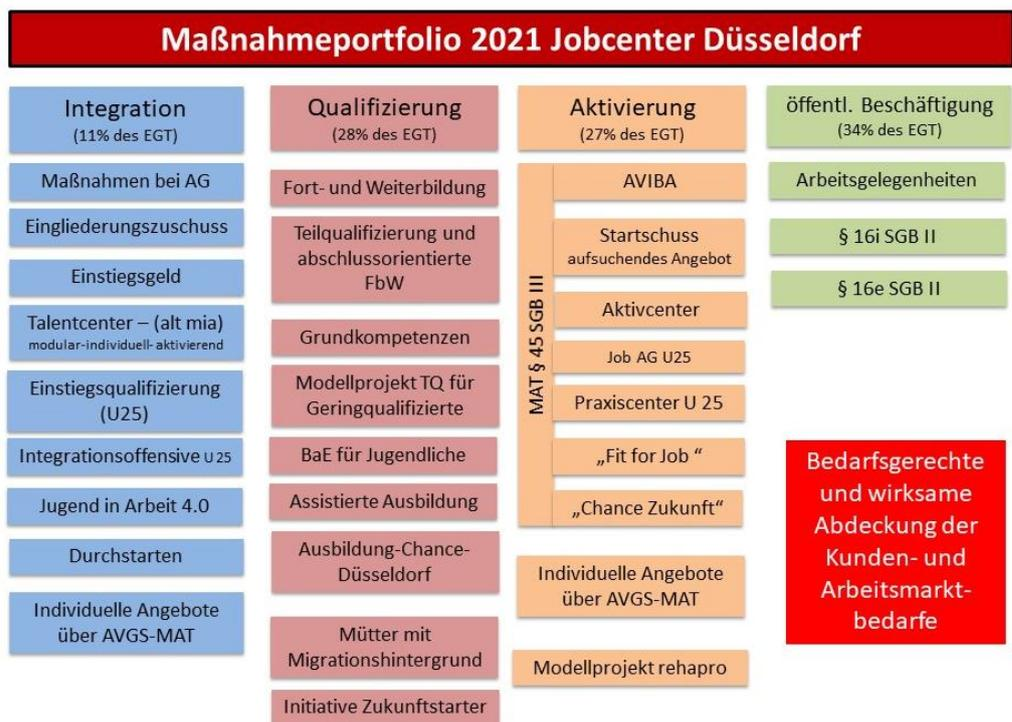 Maßnahmeportfolio 2021 Jobcenter Düsseldorf
Integration
(11% des EGT)
Maßnahmen bei AG
Eingliederungszuschuss
Einstiegsgeld
Talentcenter – (alt mia)
modular-individuell- aktivierend
Einstiegsqualifizierung
(U25)
Integrationsoffensive U 25
Jugend in Arbeit 4.0
Durchstarten
Individuelle Angebote
über AVGS-MAT
Qualifizierung
(28% des EGT)
Fort- und Weiterbildung
Teilqualifizierung und
abschlussorientierte
FbW
Grundkompetenzen
Modellprojekt TQ für
Geringqualifizierte
BaE für Jugendliche
Assistierte Ausbildung
Ausbildung-Chance-
Düsseldorf
Mütter mit
Migrationshintergrund
Initiative Zukunftstarter
Aktivierung
(27% des EGT)
MAT § 45 SGB III
AVIBA
Startschuss
aufsuchendes Angebot
Aktivcenter
Job AG U25
Praxiscenter U 25
„Fit for Job “
„Chance Zukunft“
Individuelle Angebote
über AVGS-MAT
Modellprojekt rehapro
öffentl. Beschäftigung
(34% des EGT)
Arbeitsgelegenheiten
§ 16i SGB II
§ 16e SGB II
Bedarfsgerechte
und wirksame
Abdeckung der
Kunden- und
Arbeitsmarkt-
bedarfe